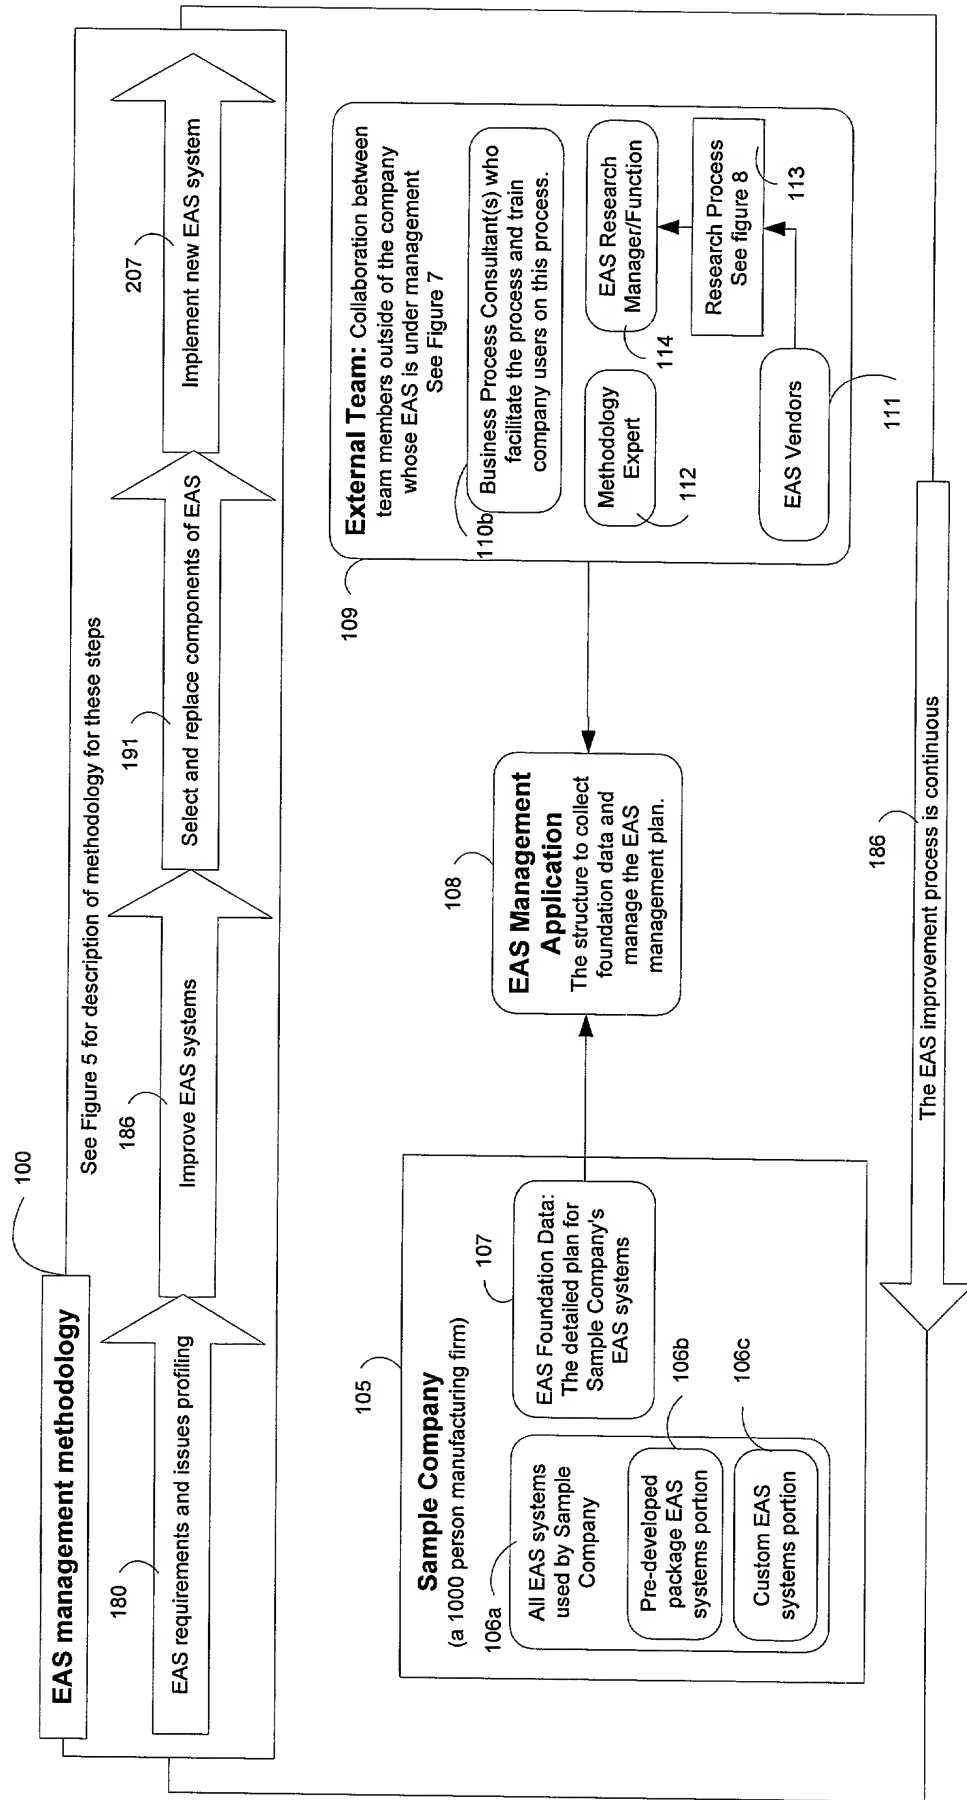 EAS management methodology
100
See Figure 5 for description of methodology for these steps
180
EAS requirements and issues profiling
186
Improve EAS systems
191
Select and replace components of EAS
207
Implement new EAS system
105
Sample Company
(a 1000 person manufacturing firm)
106a
All EAS systems
used by Sample
Company
106b
Pre-developed
package EAS
systems portion
106c
Custom EAS
systems portion
107
EAS Foundation Data:
The detailed plan for
Sample Company's
EAS systems
108
EAS Management
Application
The structure to collect
foundation data and
manage the EAS
management plan.
109
External Team: Collaboration between
team members outside of the company
whose EAS is under management
See Figure 7
110b
Business Process Consultant(s) who
facilitate the process and train
company users on this process.
Methodology
Expert
112
EAS Research
Manager/Function
114
Research Process
See figure 8
113
EAS Vendors
111
186
The EAS improvement process is continuous